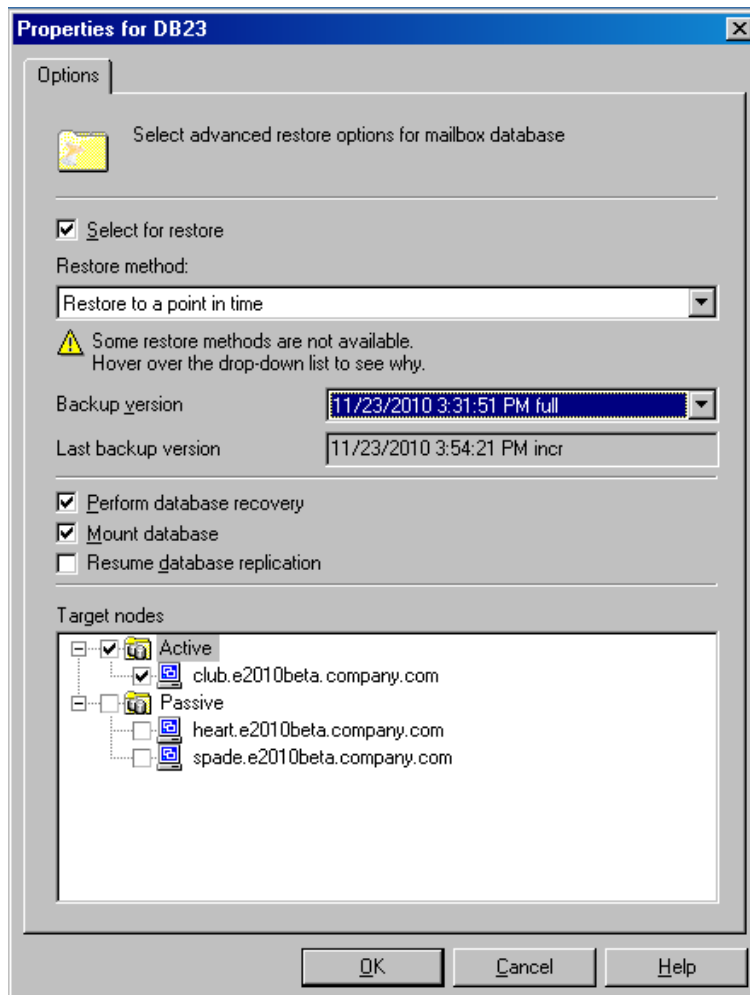 Properties for DB23
Options
Select advanced restore options for mailbox database
Select for restore
Restore method:
Restore to a point in time
Some restore methods are not available.
Hover over the drop-down list to see why.
Backup version
11/23/2010 3:31:51 PM full
Last backup version
11/23/2010 3:54:21 PM incr
Perform database recovery
Mount database
Resume database replication
Target nodes
Active
club.e2010beta.company.com
Passive
heart.e2010beta.company.com
spade.e2010beta.company.com
OK
Cancel
Help